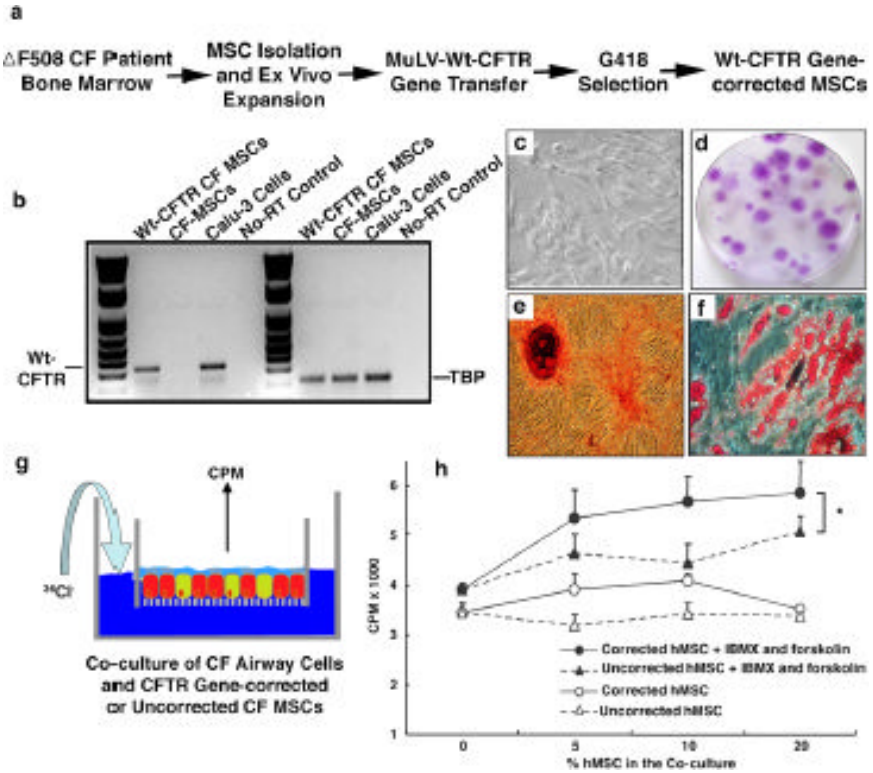 a
△F508 CF Patient
Bone Marrow
MSC Isolation
and Ex Vivo
Expansion
MuLV-Wt-CFTR
Gene Transfer
G418
Selection
Wt-CFTR Gene-
corrected MSCs
b
Wt-CFTR CF MSCs
CF-MSCs
Calu-3 Cells
No-RT Control
Wt-CFTR CF MSCs
CF-MSCs
Calu-3 Cells
No-RT Control
Wt-
CFTR
TBP
c
d
e
f
g
CPM
³⁶Cl⁻
Co-culture of CF Airway Cells
and CFTR Gene-corrected
or Uncorrected CF MSCs
h
6
5
4
3
2
1
CPM x 1000
*
Corrected hMSC + IBMX and forskolin
Uncorrected hMSC + IBMX and forskolin
Corrected hMSC
Uncorrected hMSC
0
5
10
20
% hMSC in the Co-culture